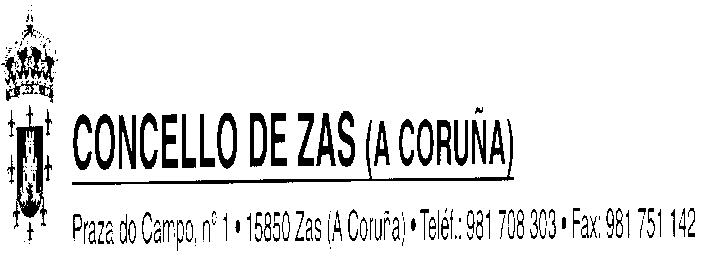 CONCELLO DE ZAS (A CORUÑA)
Praza do Campo, nº 1 • 15850 Zas (A Coruña) • Teléf.: 981 708 303 • Fax: 981 751 142